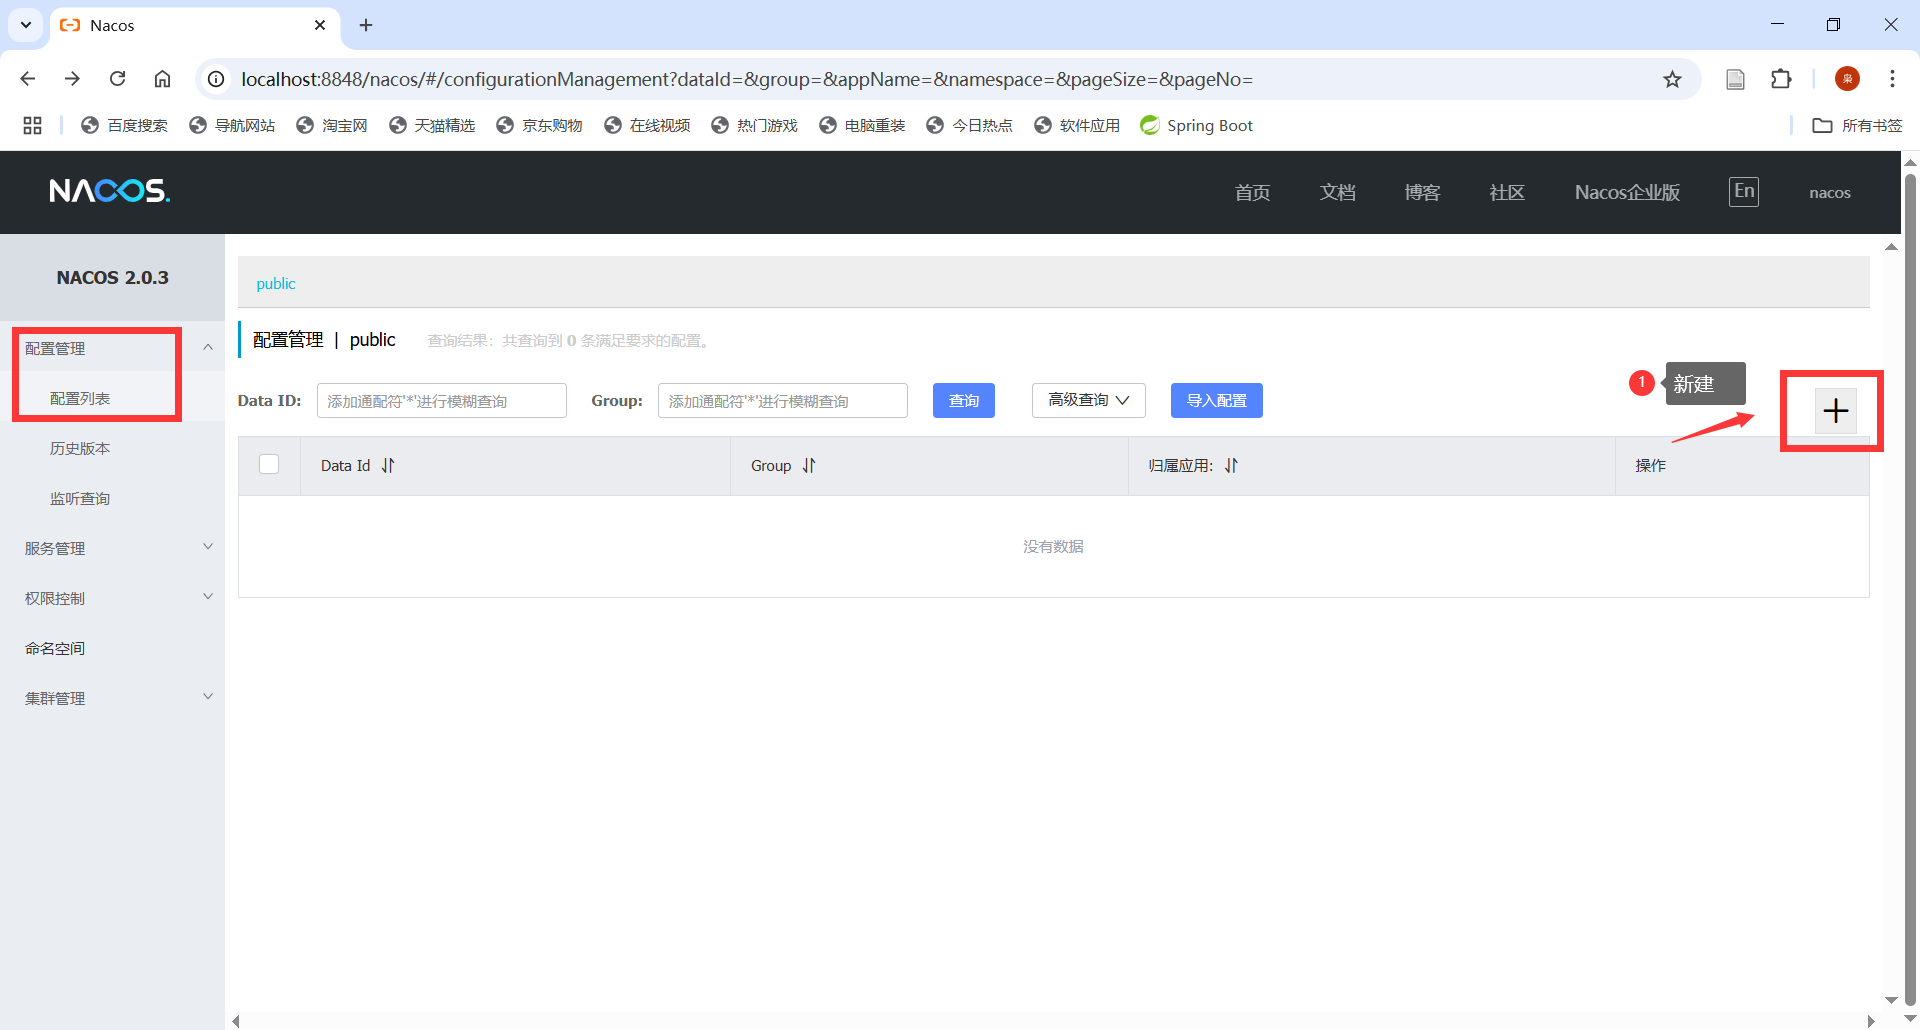 Nacos
localhost:8848/nacos/#/configurationManagement?dataId=&group=&appName=&namespace=&pageSize=&pageNo=
枭
百度搜索 导航网站 淘宝网 天猫精选 京东购物 在线视频 热门游戏 电脑重装 今日热点 软件应用 Spring Boot 所有书签
NACOS. 首页 文档 博客 社区 Nacos企业版 En nacos
NACOS 2.0.3
配置管理
配置列表
历史版本
监听查询
服务管理
权限控制
命名空间
集群管理
public
配置管理 | public 查询结果：共查询到 0 条满足要求的配置。
1 新建
Data ID: 添加通配符'*'进行模糊查询 Group: 添加通配符'*'进行模糊查询 查询 高级查询 导入配置
Data Id Group 归属应用: 操作
没有数据